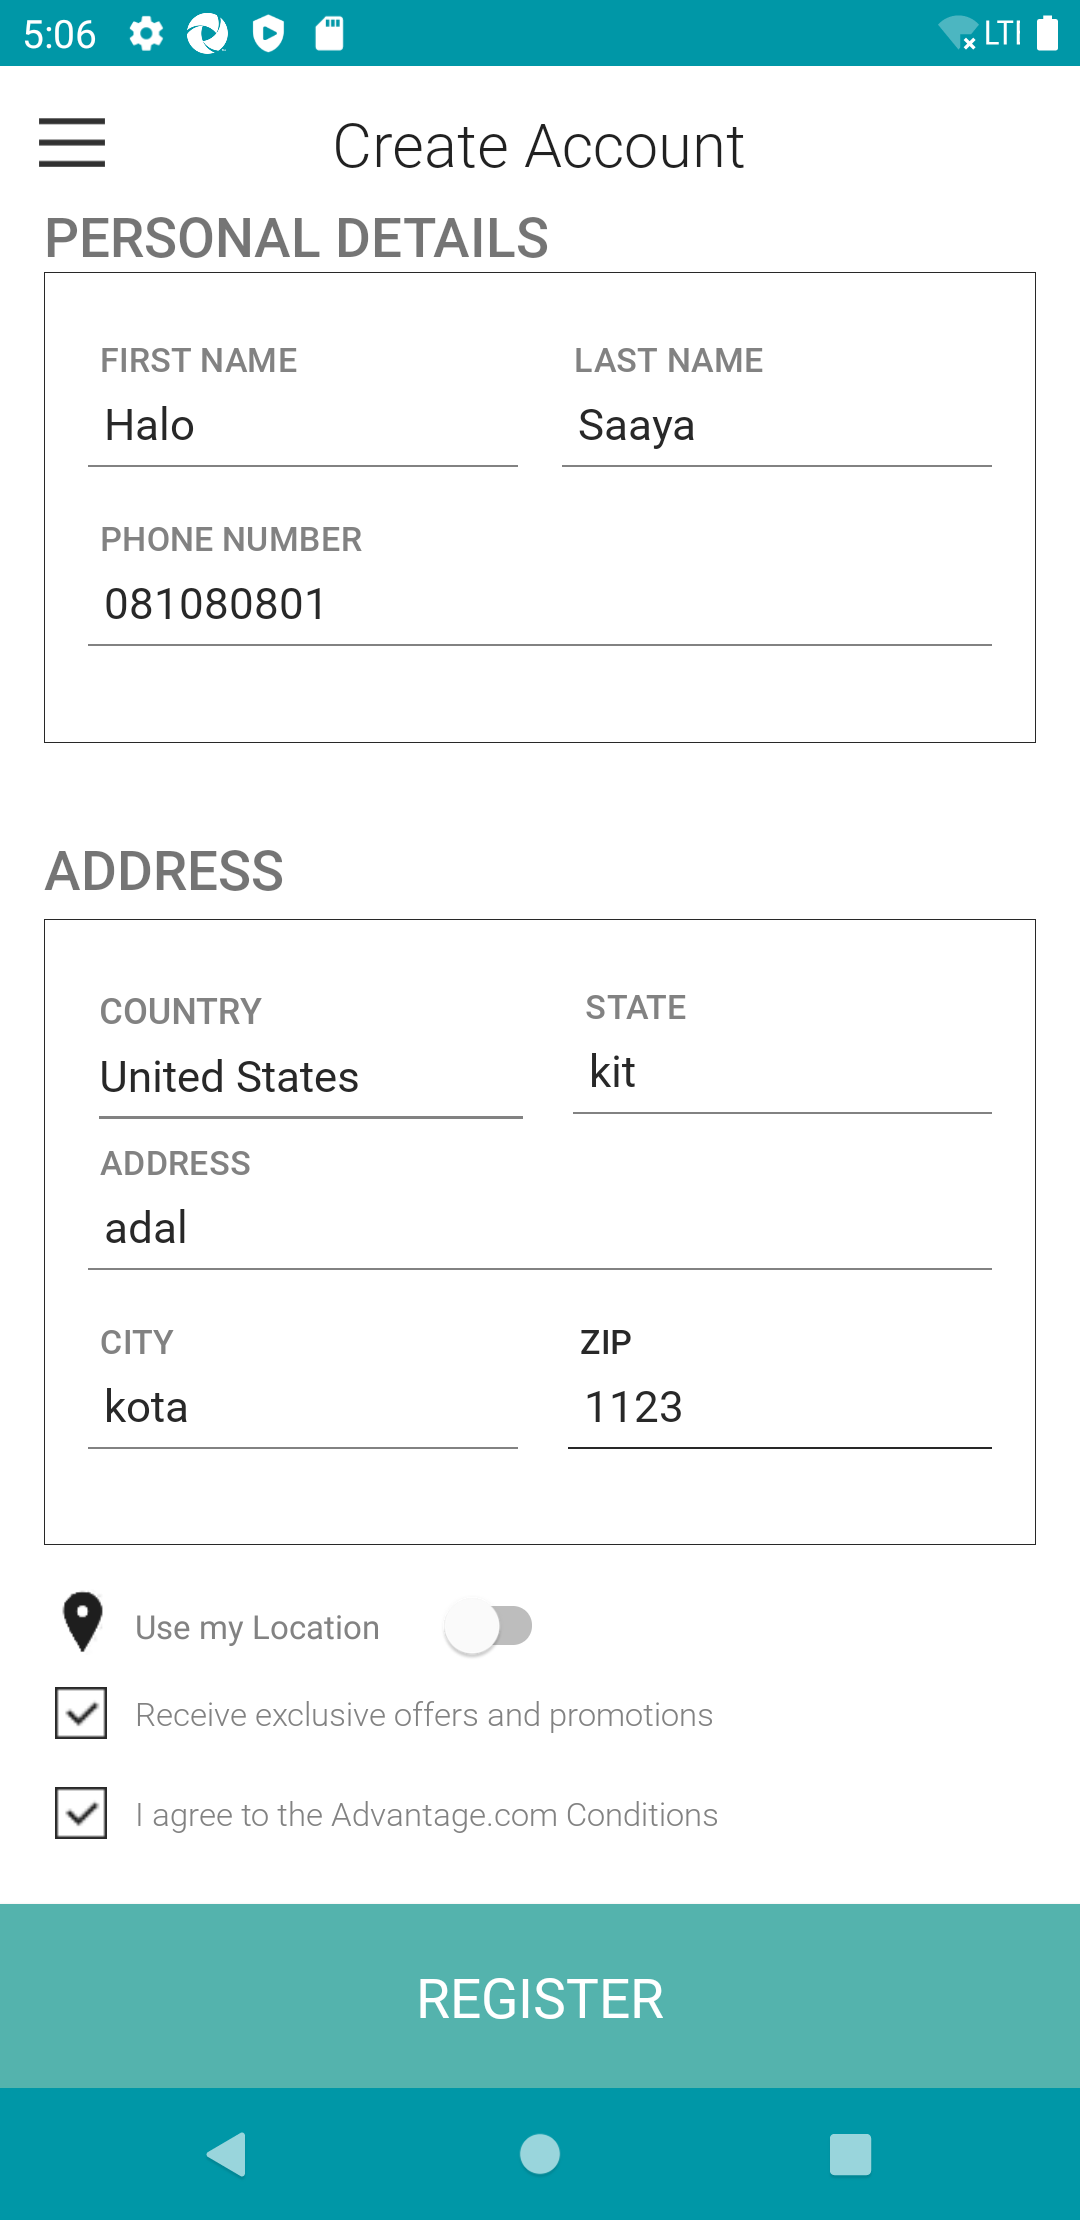 5:06 LTE
Create Account
PERSONAL DETAILS
FIRST NAME LAST NAME
Halo Saaya
PHONE NUMBER
081080801
ADDRESS
COUNTRY STATE
United States kit
ADDRESS
adal
CITY ZIP
kota 1123
Use my Location
Receive exclusive offers and promotions
I agree to the Advantage.com Conditions
REGISTER